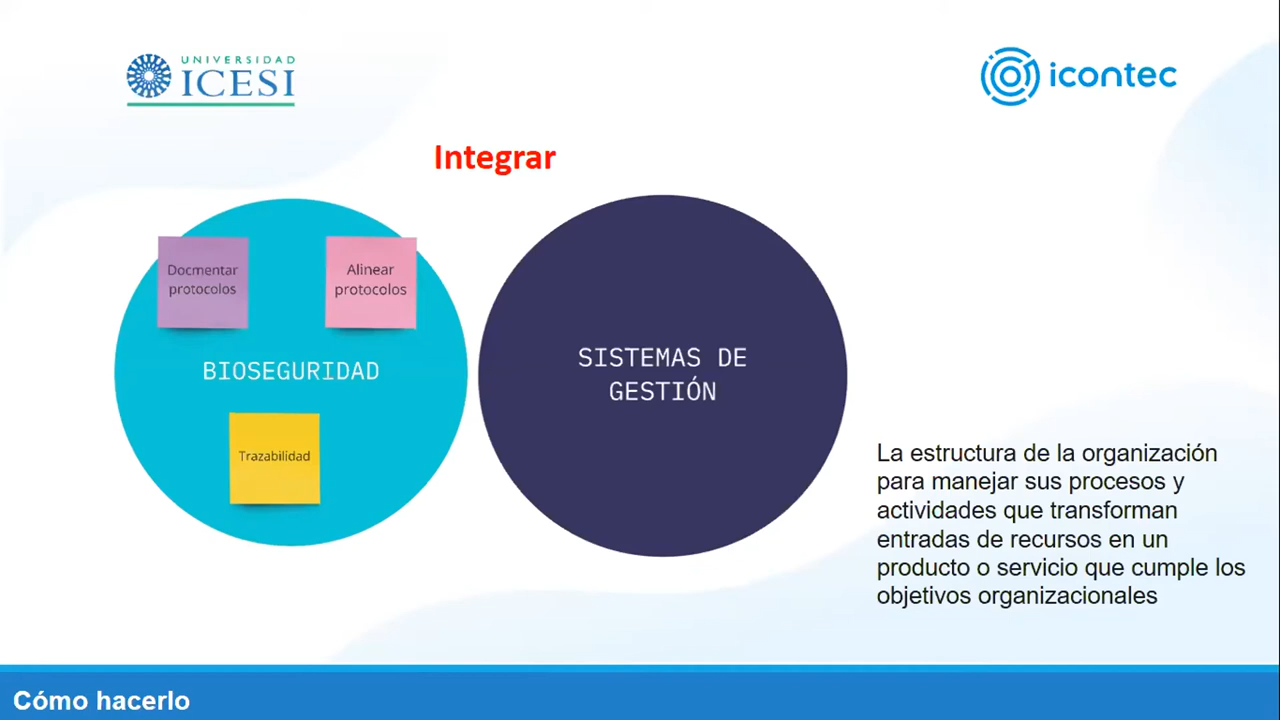 UNIVERSIDAD
ICESI
icontec
Integrar
Docmentar
protocolos
Alinear
protocolos
BIOSEGURIDAD
Trazabilidad
SISTEMAS DE
GESTIÓN
La estructura de la organización
para manejar sus procesos y
actividades que transforman
entradas de recursos en un
producto o servicio que cumple los
objetivos organizacionales
Cómo hacerlo